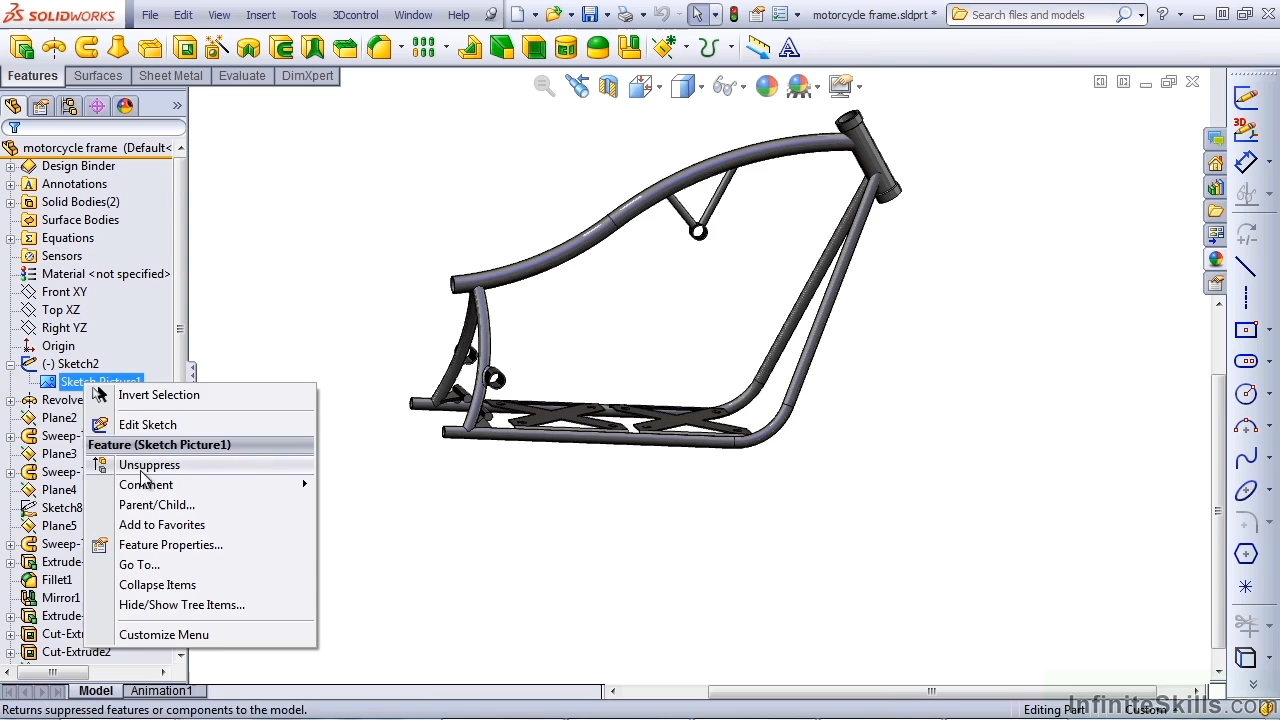 SOLIDWORKS File Edit View Insert Tools 3Dcontrol Window Help motorcycle frame.sldprt * Search files and models
Features Surfaces Sheet Metal Evaluate DimXpert
motorcycle frame (Default<
Design Binder
Annotations
Solid Bodies(2)
Surface Bodies
Equations
Sensors
Material <not specified>
Front XY
Top XZ
Right YZ
Origin
(-) Sketch2
Sketch Picture1
Revolve
Plane2
Sweep-
Plane3
Sweep-
Plane4
Sketch8
Plane5
Sweep-
Extrude-
Fillet1
Mirror1
Extrude-
Cut-Extr
Cut-Extrude2
Invert Selection
Edit Sketch
Feature (Sketch Picture1)
Unsuppress
Comment
Parent/Child...
Add to Favorites
Feature Properties...
Go To...
Collapse Items
Hide/Show Tree Items...
Customize Menu
Model Animation1
Returns suppressed features or components to the model. Editing Part Custom
InfiniteSkills.com